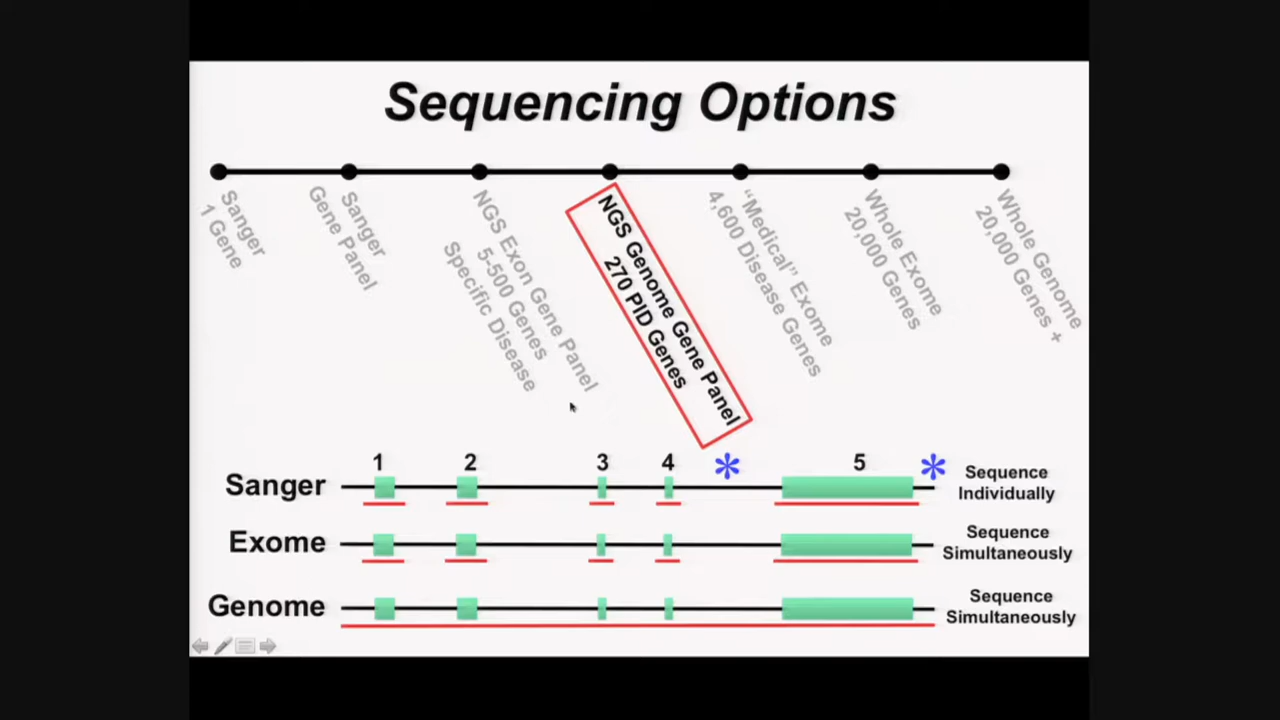 Sequencing Options
Sanger
1 Gene
Sanger
Gene Panel
NGS Exon Gene Panel
5-500 Genes
Specific Disease
NGS Genome Gene Panel
270 PID Genes
“Medical” Exome
4,600 Disease Genes
Whole Exome
20,000 Genes
Whole Genome
20,000 Genes +
1 2 3 4 * 5 *
Sanger
Sequence
Individually
Exome
Sequence
Simultaneously
Genome
Sequence
Simultaneously